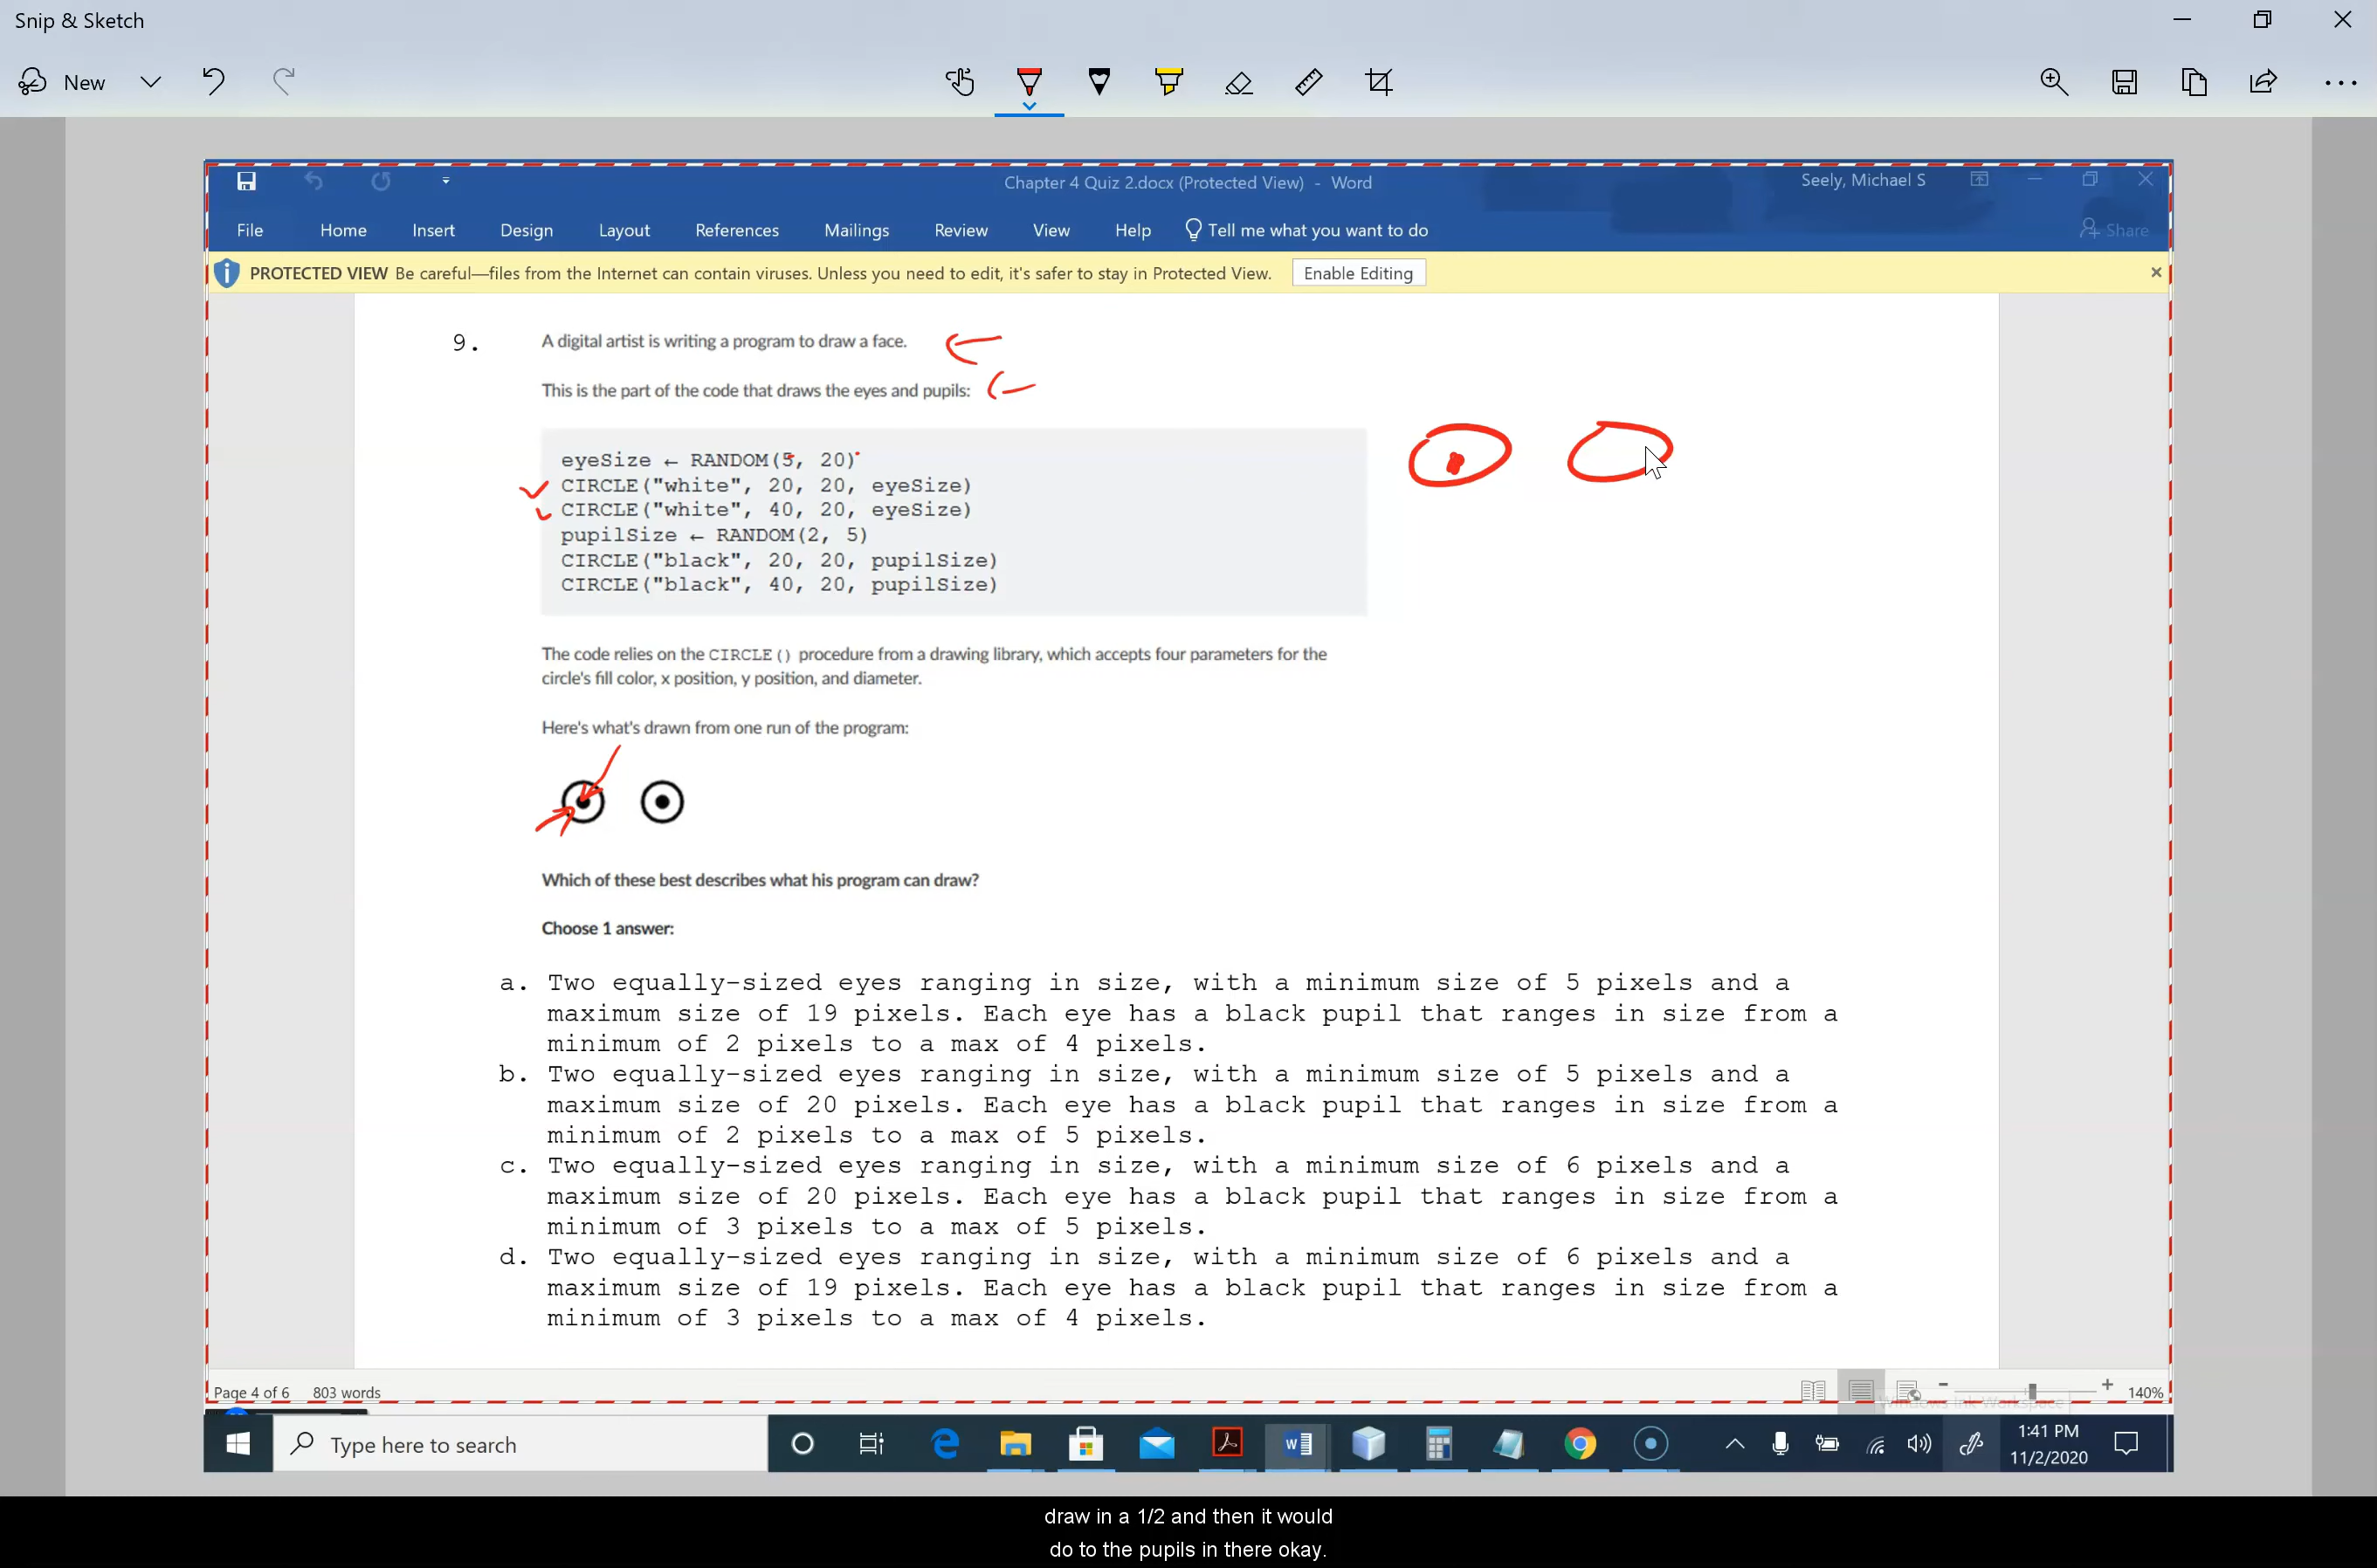 Snip & Sketch
New
Chapter 4 Quiz 2.docx (Protected View) - Word
Seely, Michael S
File Home Insert Design Layout References Mailings Review View Help Tell me what you want to do
Share
PROTECTED VIEW Be careful—files from the Internet can contain viruses. Unless you need to edit, it's safer to stay in Protected View. Enable Editing
9. A digital artist is writing a program to draw a face.
This is the part of the code that draws the eyes and pupils:
eyeSize ← RANDOM(5, 20)
CIRCLE("white", 20, 20, eyeSize)
CIRCLE("white", 40, 20, eyeSize)
pupilSize ← RANDOM(2, 5)
CIRCLE("black", 20, 20, pupilSize)
CIRCLE("black", 40, 20, pupilSize)
The code relies on the CIRCLE() procedure from a drawing library, which accepts four parameters for the
circle's fill color, x position, y position, and diameter.
Here's what's drawn from one run of the program:
Which of these best describes what his program can draw?
Choose 1 answer:
a. Two equally-sized eyes ranging in size, with a minimum size of 5 pixels and a
maximum size of 19 pixels. Each eye has a black pupil that ranges in size from a
minimum of 2 pixels to a max of 4 pixels.
b. Two equally-sized eyes ranging in size, with a minimum size of 5 pixels and a
maximum size of 20 pixels. Each eye has a black pupil that ranges in size from a
minimum of 2 pixels to a max of 5 pixels.
c. Two equally-sized eyes ranging in size, with a minimum size of 6 pixels and a
maximum size of 20 pixels. Each eye has a black pupil that ranges in size from a
minimum of 3 pixels to a max of 5 pixels.
d. Two equally-sized eyes ranging in size, with a minimum size of 6 pixels and a
maximum size of 19 pixels. Each eye has a black pupil that ranges in size from a
minimum of 3 pixels to a max of 4 pixels.
Page 4 of 6 803 words
140%
Windows Ink Workspace
Type here to search
1:41 PM
11/2/2020
draw in a 1/2 and then it would
do to the pupils in there okay.